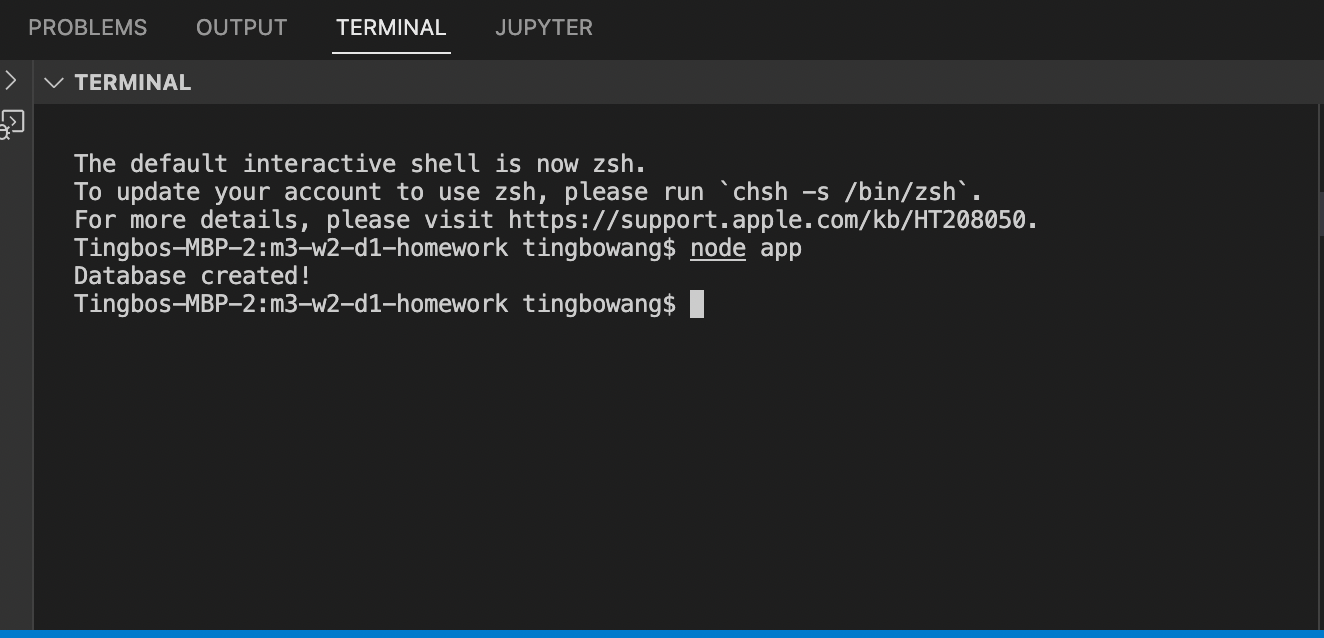 PROBLEMS OUTPUT TERMINAL JUPYTER
TERMINAL
The default interactive shell is now zsh.
To update your account to use zsh, please run `chsh -s /bin/zsh`.
For more details, please visit https://support.apple.com/kb/HT208050.
Tingbos-MBP-2:m3-w2-d1-homework tingbowang$ node app
Database created!
Tingbos-MBP-2:m3-w2-d1-homework tingbowang$